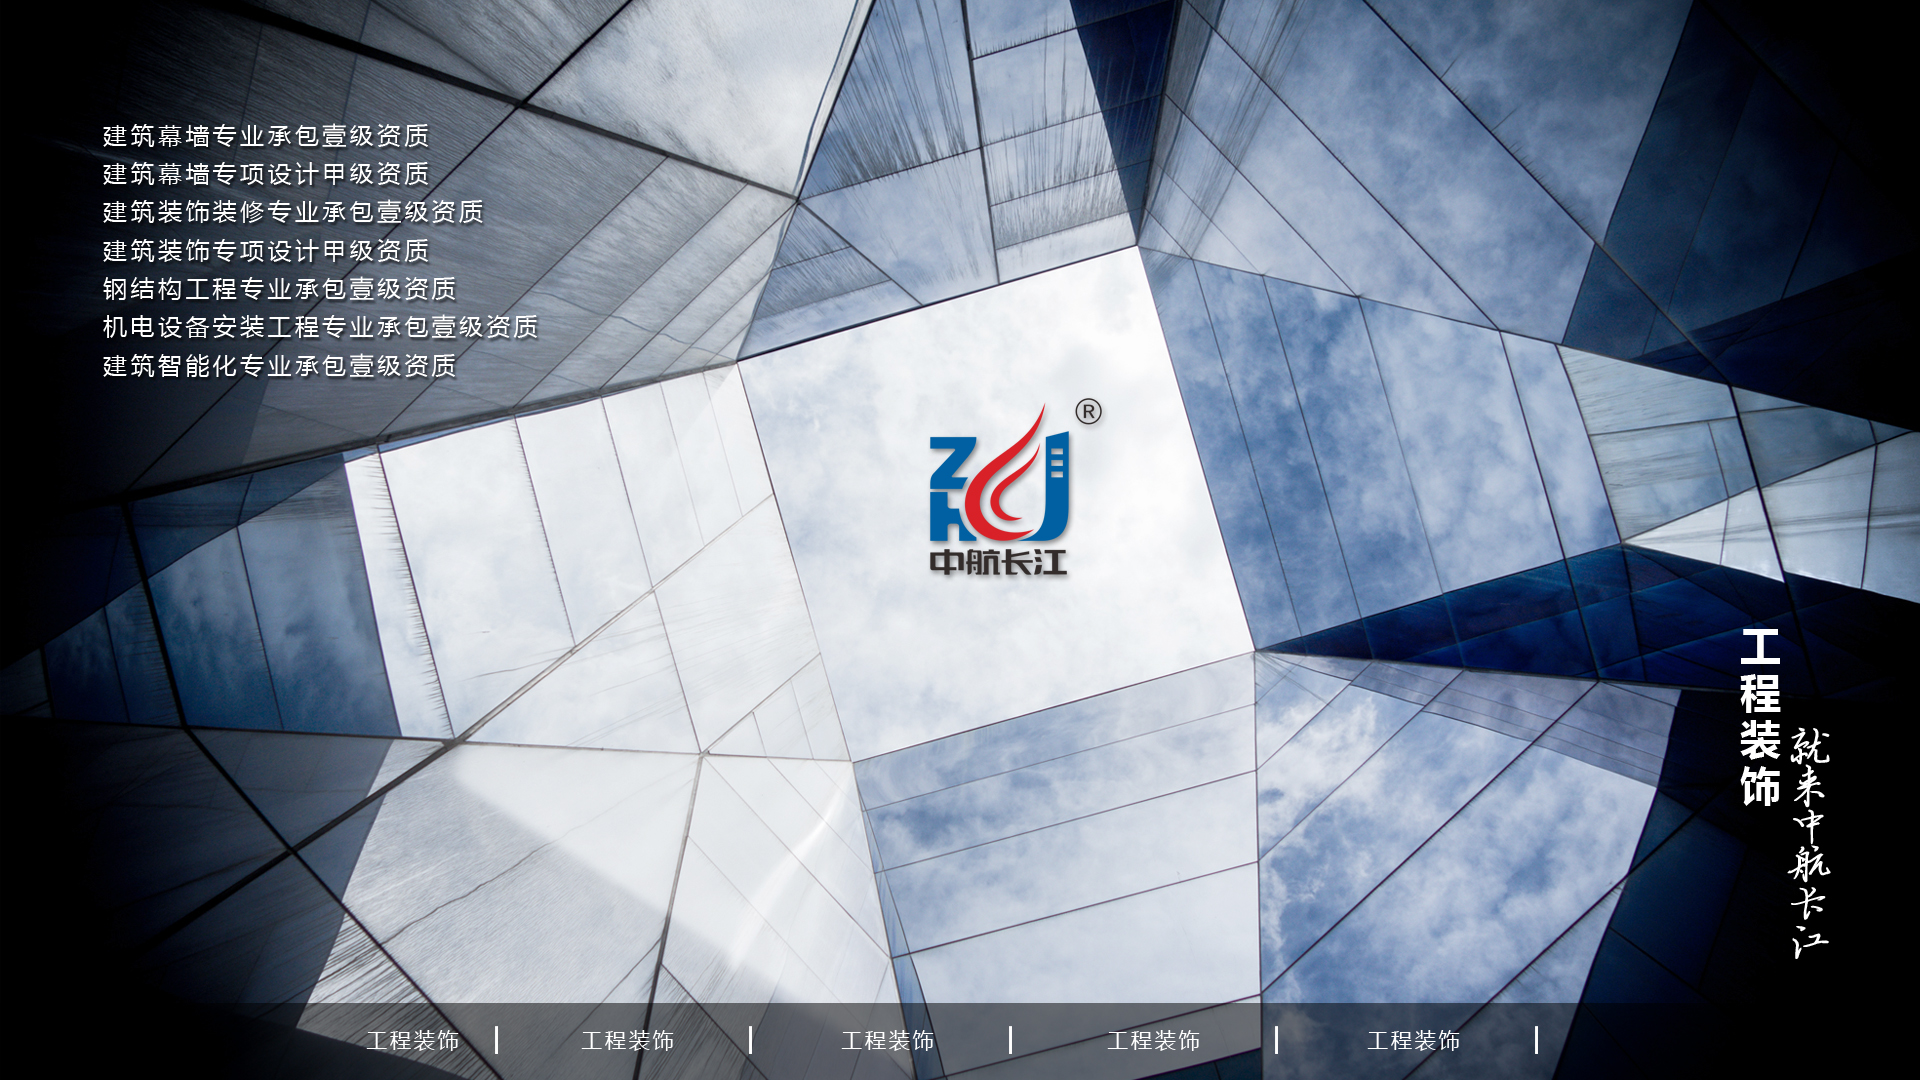 建筑幕墙专业承包壹级资质
建筑幕墙专项设计甲级资质
建筑装饰装修专业承包壹级资质
建筑装饰专项设计甲级资质
钢结构工程专业承包壹级资质
机电设备安装工程专业承包壹级资质
建筑智能化专业承包壹级资质
®
ZHCJ
中航长江
工程装饰
就来中航长江
工程装饰 | 工程装饰 | 工程装饰 | 工程装饰 | 工程装饰 |